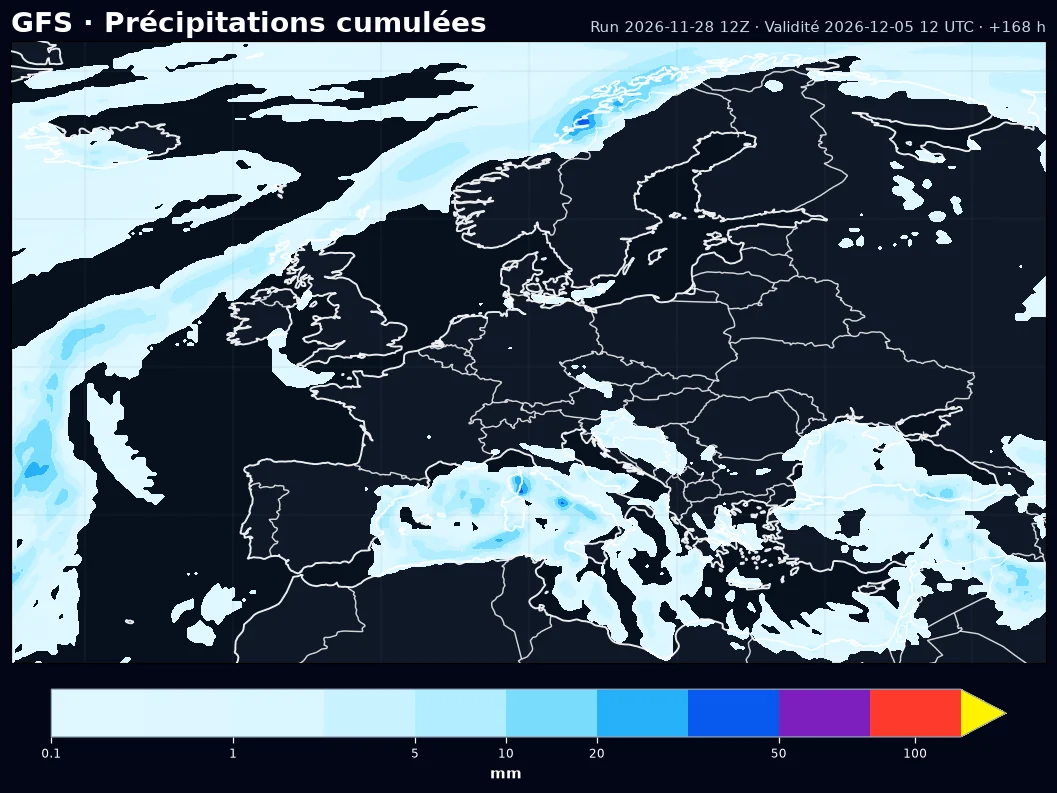 GFS · Précipitations cumulées
Run 2026-11-28 12Z · Validité 2026-12-05 12 UTC · +168 h
0.1 1 5 10 20 50 100
mm